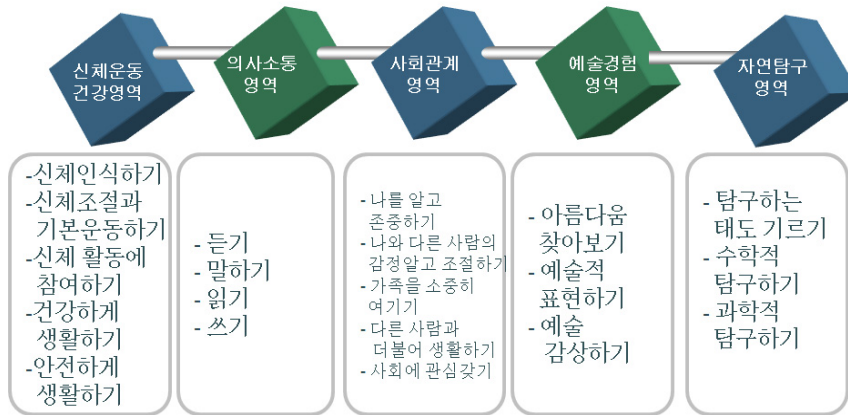 신체운동
건강영역
의사소통
영역
사회관계
영역
예술경험
영역
자연탐구
영역
-신체인식하기
-신체조절과
기본운동하기
-신체 활동에
참여하기
-건강하게
생활하기
-안전하게
생활하기
- 듣기
- 말하기
- 읽기
- 쓰기
- 나를 알고
존중하기
- 나와 다른 사람의
감정알고 조절하기
- 가족을 소중히
여기기
- 다른 사람과
더불어 생활하기
- 사회에 관심갖기
- 아름다움
찾아보기
- 예술적
표현하기
- 예술
감상하기
- 탐구하는
태도 기르기
- 수학적
탐구하기
- 과학적
탐구하기